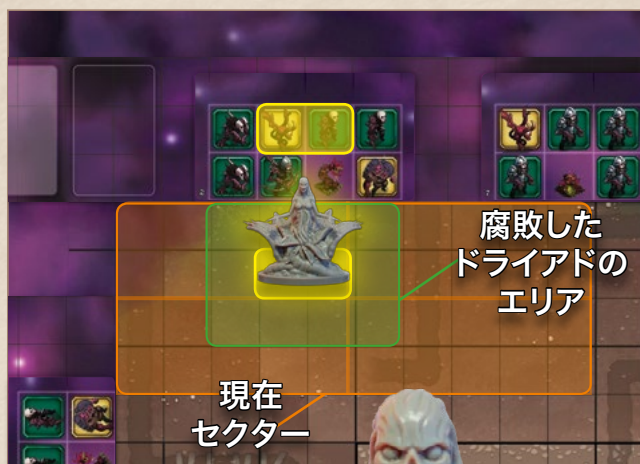 腐敗した
ドライアドの
エリア
現在
セクター